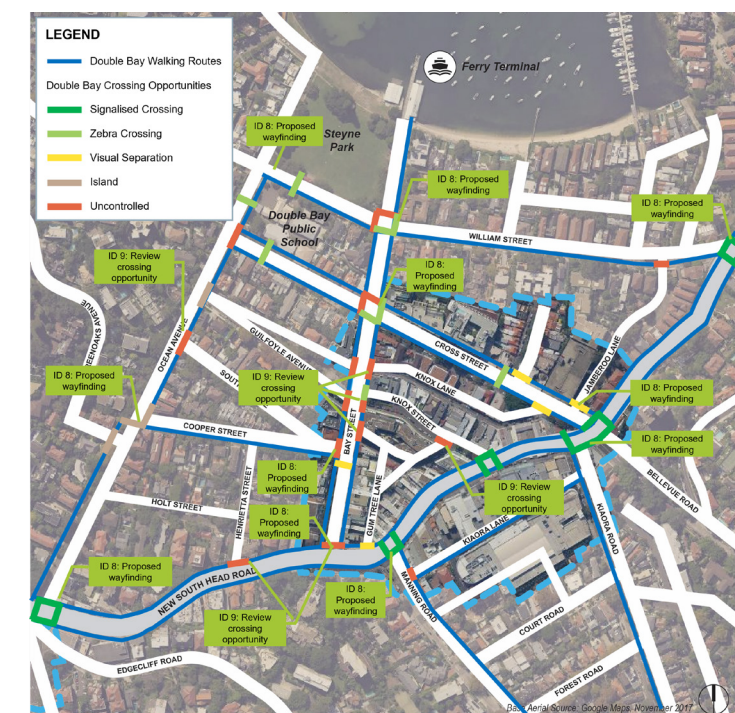 LEGEND
Double Bay Walking Routes
Double Bay Crossing Opportunities
Signalised Crossing
Zebra Crossing
Visual Separation
Island
Uncontrolled
Ferry Terminal
ID 8: Proposed
wayfinding
Steyne
Park
ID 8: Proposed
wayfinding
ID 8: Proposed
wayfinding
Double Bay
Public
School
WILLIAM STREET
ID 9: Review
crossing
opportunity
ID 8:
Proposed
wayfinding
OCEAN AVENUE
GUILFOYLE AVENUE
CROSS STREET
JAMBEROO LANE
ID 8: Proposed
wayfinding
ID 9: Review
crossing
opportunity
KNOX LANE
KNOX STREET
ID 8: Proposed
wayfinding
COOPER STREET
BAY STREET
ID 8: Proposed
wayfinding
ID 8:
Proposed
wayfinding
HENRIETTA STREET
HOLT STREET
GUM TREE LANE
ID 9: Review
crossing
opportunity
BELLEVUE ROAD
ID 8:
Proposed
wayfinding
KIAORA LANE
KIAORA ROAD
ID 8: Proposed
wayfinding
NEW SOUTH HEAD ROAD
ID 8:
Proposed
wayfinding
MANNING ROAD
ID 9: Review
crossing
opportunity
COURT ROAD
EDGECLIFF ROAD
FOREST ROAD
Base Aerial Source: Google Maps: November 2017